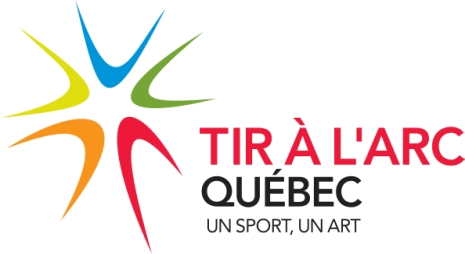 TIR À L'ARC
QUÉBEC
UN SPORT, UN ART